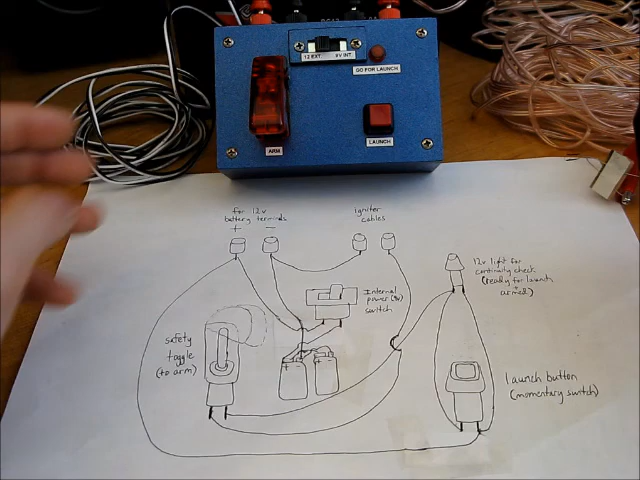 12 EXT 9V INT.
GO FOR LAUNCH
ARM
LAUNCH
for 12v
battery terminals
+ -
igniter
cables
12v light for
continuity check
(ready for launch
+
armed)
Internal
power (9v)
switch
safety
toggle
(to arm)
launch button
(momentary switch)